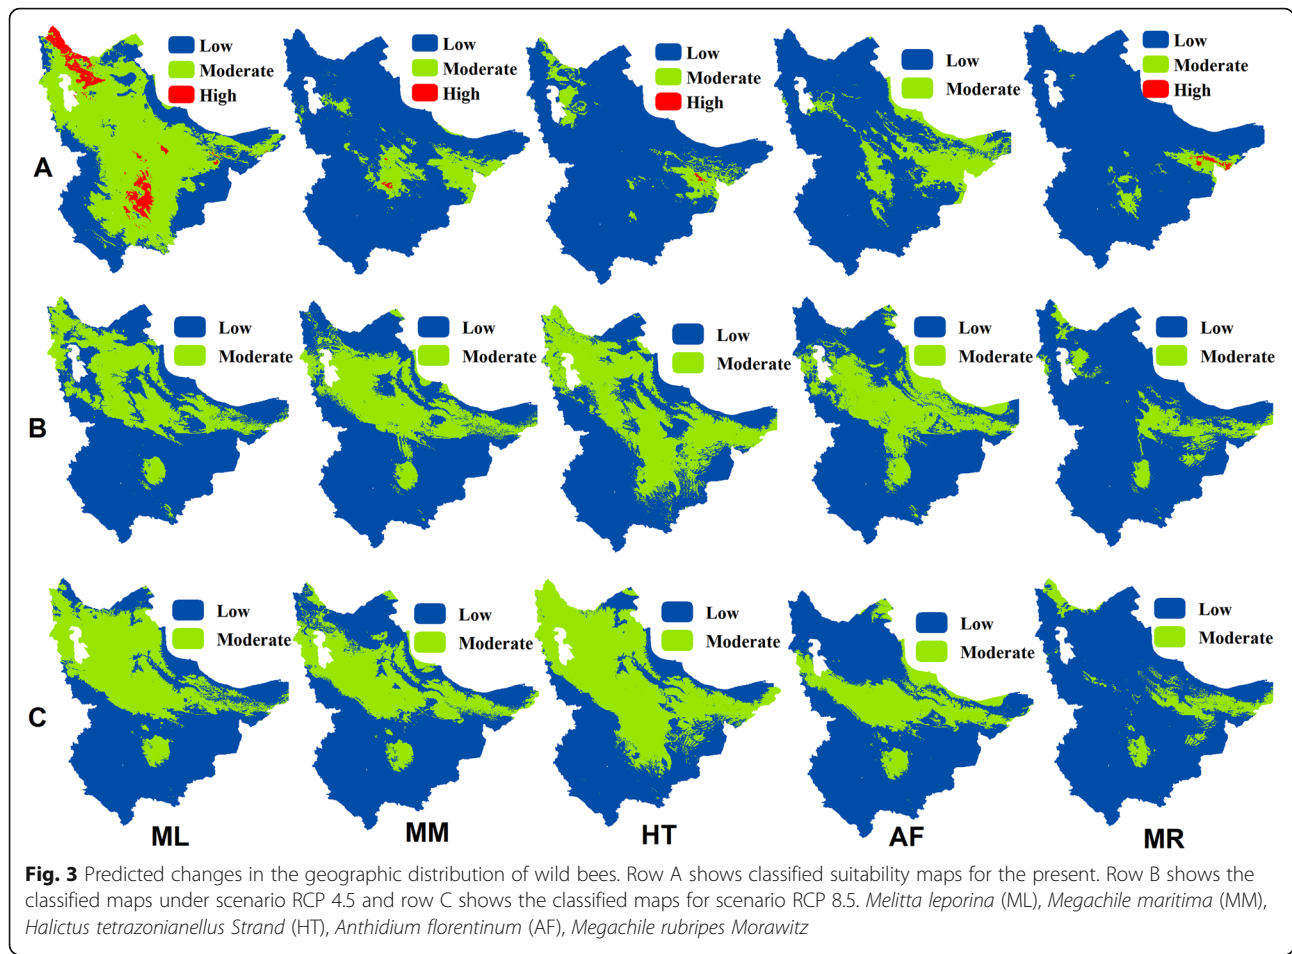 Low
Moderate
High
Low
Moderate
High
Low
Moderate
High
Low
Moderate
Low
Moderate
High
A
Low
Moderate
Low
Moderate
Low
Moderate
Low
Moderate
Low
Moderate
B
Low
Moderate
Low
Moderate
Low
Moderate
Low
Moderate
Low
Moderate
C
ML
MM
HT
AF
MR
Fig. 3 Predicted changes in the geographic distribution of wild bees. Row A shows classified suitability maps for the present. Row B shows the
classified maps under scenario RCP 4.5 and row C shows the classified maps for scenario RCP 8.5. Melitta leporina (ML), Megachile maritima (MM),
Halictus tetrazonianellus Strand (HT), Anthidium florentinum (AF), Megachile rubripes Morawitz